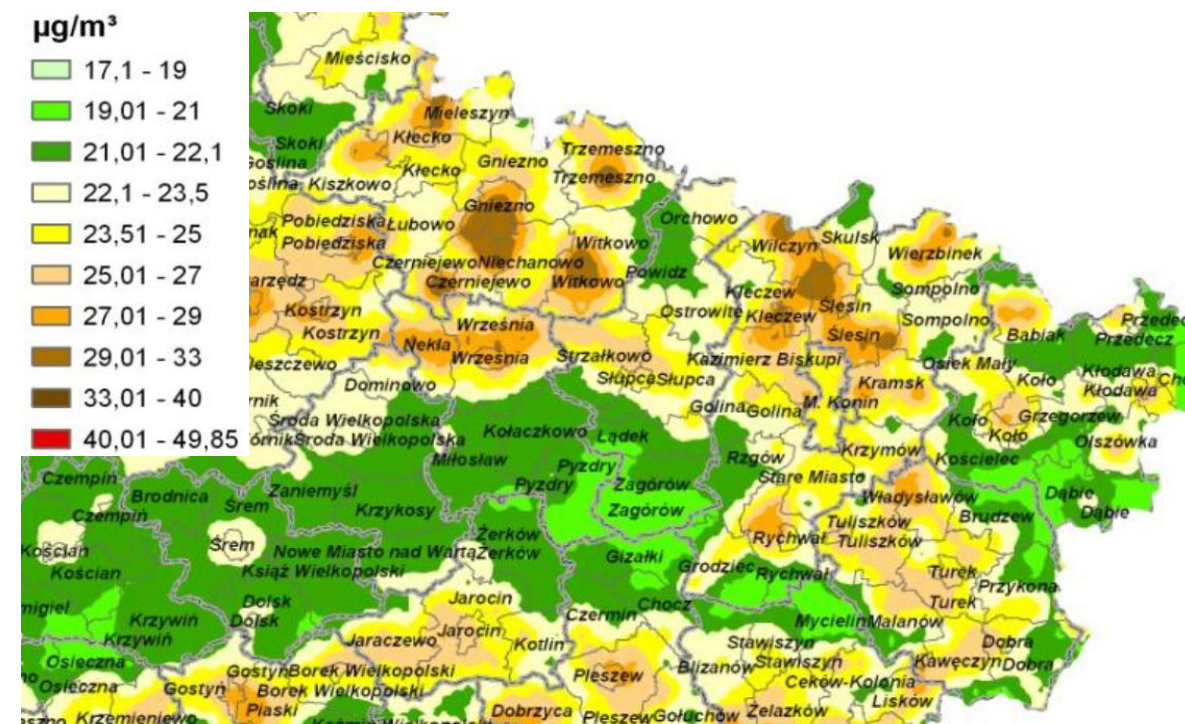 µg/m³
17,1 - 19
19,01 - 21
21,01 - 22,1
22,1 - 23,5
23,51 - 25
25,01 - 27
27,01 - 29
29,01 - 33
33,01 - 40
40,01 - 49,85
Mieścisko
Skoki
Mieleszyn
Skoki
Kłecko
Trzemeszno
Goślina
Gniezno
Kłecko
Trzemeszno
Kiszkowo
Gniezno
Orchowo
Pobiedziska
Łubowo
Pobiedziska
Witkowo
Wilczyn
Skulsk
Wierzbinek
Czerniejewo
Niechanowo
Powidz
Czerniejewo
Witkowo
Kleczew
Sompolno
Kostrzyn
Ostrowite
Kleczew
Ślesin
Września
Sompolno
Przedecz
Kostrzyn
Nekla
Ślesin
Babiak
Przedecz
Września
Strzałkowo
Kazimierz Biskupi
Osiek Mały
Dominowo
Słupca
Słupca
Kramsk
Koło
Kłodawa
Kłodawa
Golina
Golina
M. Konin
Środa Wielkopolska
Koło
Grzegorzew
Środa Wielkopolska
Kołaczkowo
Lądek
Koło
Olszówka
Miłosław
Rzgów
Krzymów
Kościelec
Pyzdry
Stare Miasto
Czempiń
Zaniemyśl
Pyzdry
Zagórów
Władysławów
Dąbie
Brodnica
Śrem
Krzykosy
Zagórów
Brudzew
Dąbie
Czempiń
Tuliszków
Żerków
Rychwał
Tuliszków
Kościan
Śrem
Nowe Miasto nad Wartą
Żerków
Gizałki
Grodziec
Rychwał
Turek
Kościan
Książ Wielkopolski
Przykona
Dolsk
Jarocin
Chocz
Turek
Krzywiń
Dolsk
Czermin
Mycielin
Malanów
Krzywiń
Jaraczewo
Jarocin
Kotlin
Stawiszyn
Dobra
Osieczna
Blizanów
Stawiszyn
Kawęczyn
Dobra
Gostyń
Borek Wielkopolski
Pleszew
Ceków-Kolonia
Osieczna
Gostyń
Borek Wielkopolski
Lisków
Piaski
Dobrzyca
Żelazków
Krzemieniewo
Pleszew
Gołuchów